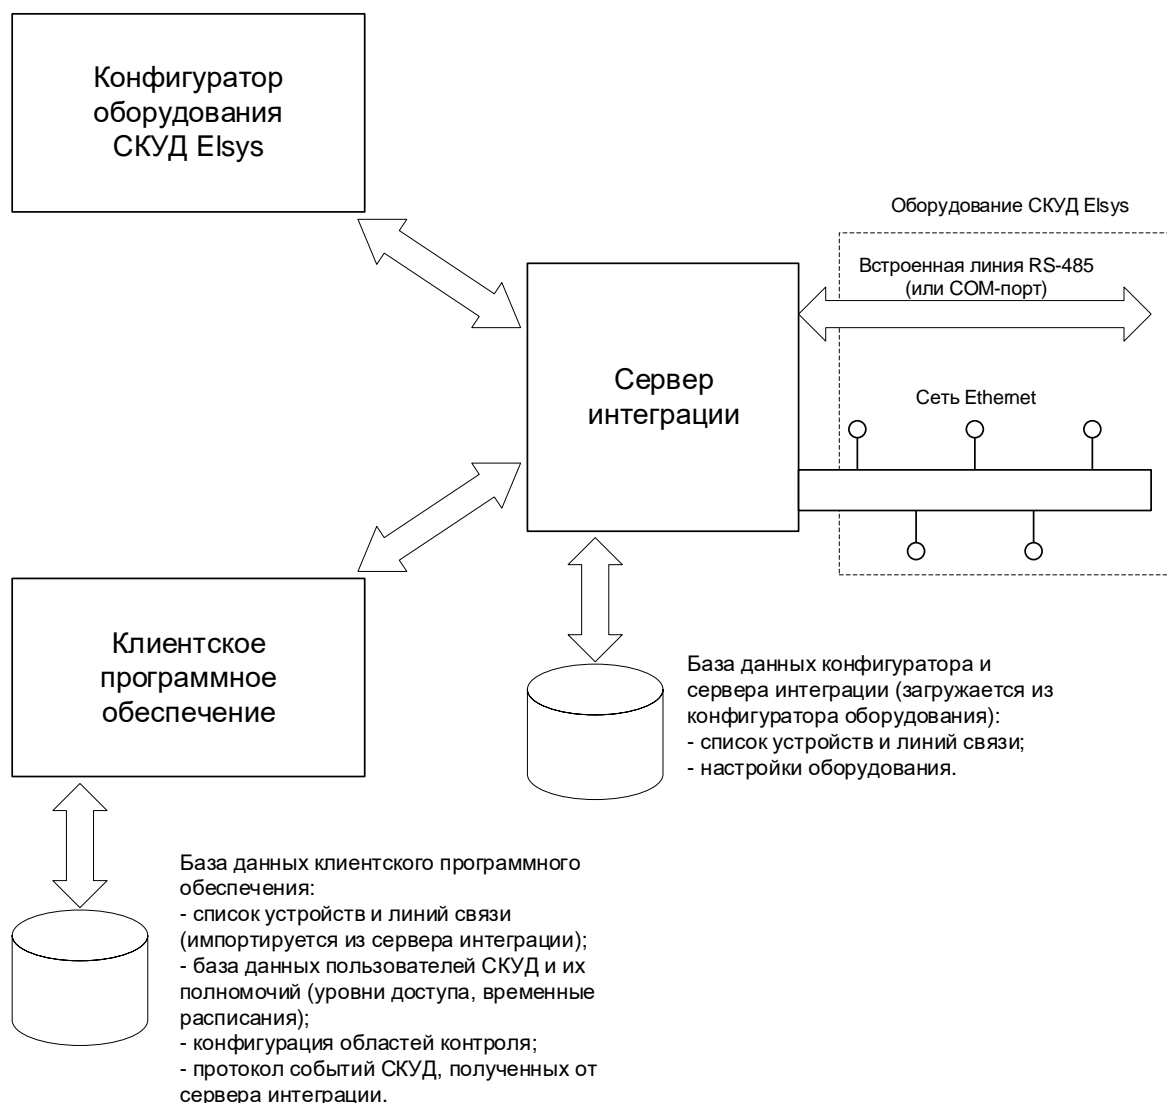 Конфигуратор
оборудования
СКУД Elsys
Оборудование СКУД Elsys
Встроенная линия RS-485
(или COM-порт)
Сервер
интеграции
Сеть Ethernet
Клиентское
программное
обеспечение
База данных конфигуратора и
сервера интеграции (загружается из
конфигуратора оборудования):
- список устройств и линий связи;
- настройки оборудования.
База данных клиентского программного
обеспечения:
- список устройств и линий связи
(импортируется из сервера интеграции);
- база данных пользователей СКУД и их
полномочий (уровни доступа, временные
расписания);
- конфигурация областей контроля;
- протокол событий СКУД, полученных от
сервера интеграции.